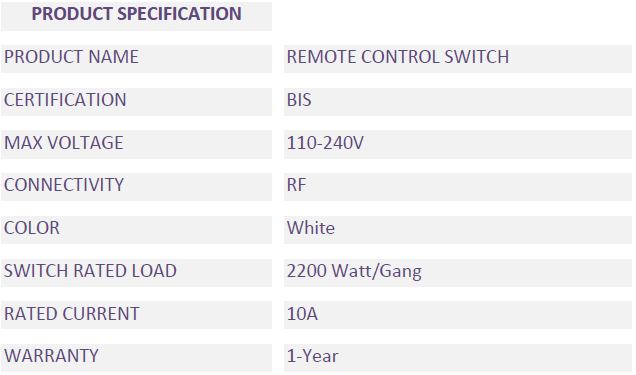 PRODUCT SPECIFICATION
PRODUCT NAME REMOTE CONTROL SWITCH
CERTIFICATION BIS
MAX VOLTAGE 110-240V
CONNECTIVITY RF
COLOR White
SWITCH RATED LOAD 2200 Watt/Gang
RATED CURRENT 10A
WARRANTY 1-Year